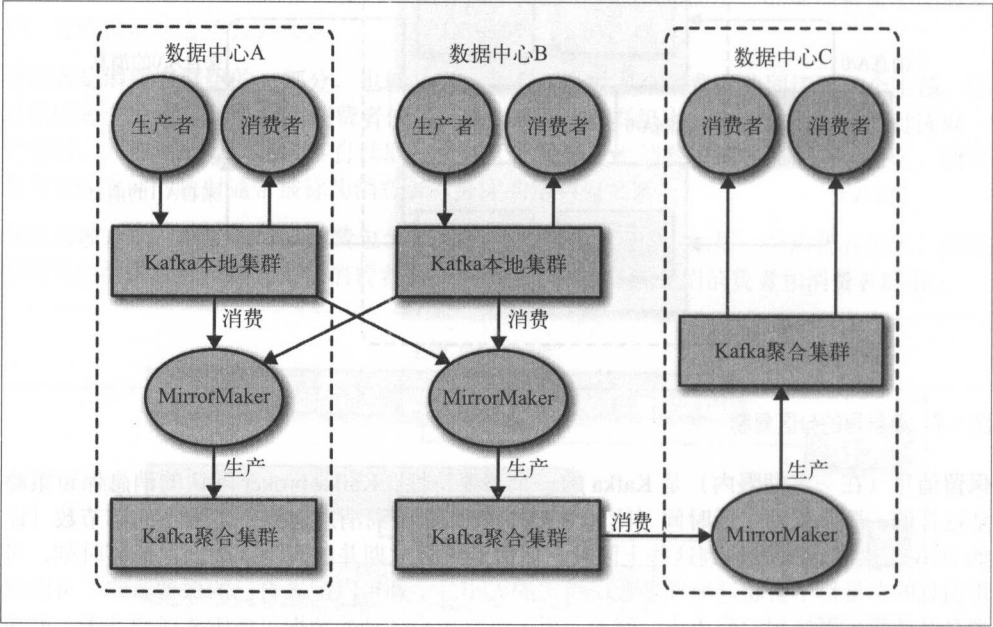 数据中心A
数据中心B
数据中心C
生产者
消费者
生产者
消费者
消费者
消费者
Kafka本地集群
Kafka本地集群
消费
消费
Kafka聚合集群
MirrorMaker
MirrorMaker
生产
生产
生产
Kafka聚合集群
Kafka聚合集群
消费
MirrorMaker